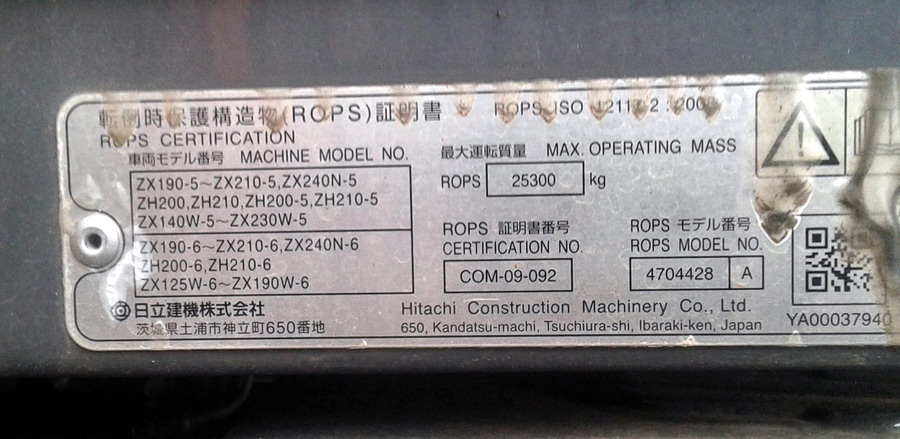 転倒時保護構造物(ROPS)証明書 ROPS ISO 12117-2 : 2008
ROPS CERTIFICATION
車両モデル番号 MACHINE MODEL NO.
ZX190-5~ZX210-5,ZX240N-5
ZH200,ZH210,ZH200-5,ZH210-5
ZX140W-5~ZX230W-5
ZX190-6~ZX210-6,ZX240N-6
ZH200-6,ZH210-6
ZX125W-6~ZX190W-6
最大運転質量 MAX. OPERATING MASS
ROPS 25300 kg
ROPS 証明書番号
CERTIFICATION NO.
COM-09-092
ROPS モデル番号
ROPS MODEL NO.
4704428 A
日立建機株式会社 Hitachi Construction Machinery Co., Ltd.
茨城県土浦市神立町650番地 650, Kandatsu-machi, Tsuchiura-shi, Ibaraki-ken, Japan
YA00037940